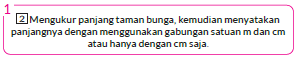 1
2 Mengukur panjang taman bunga, kemudian menyatakan
panjangnya dengan menggunakan gabungan satuan m dan cm
atau hanya dengan cm saja.